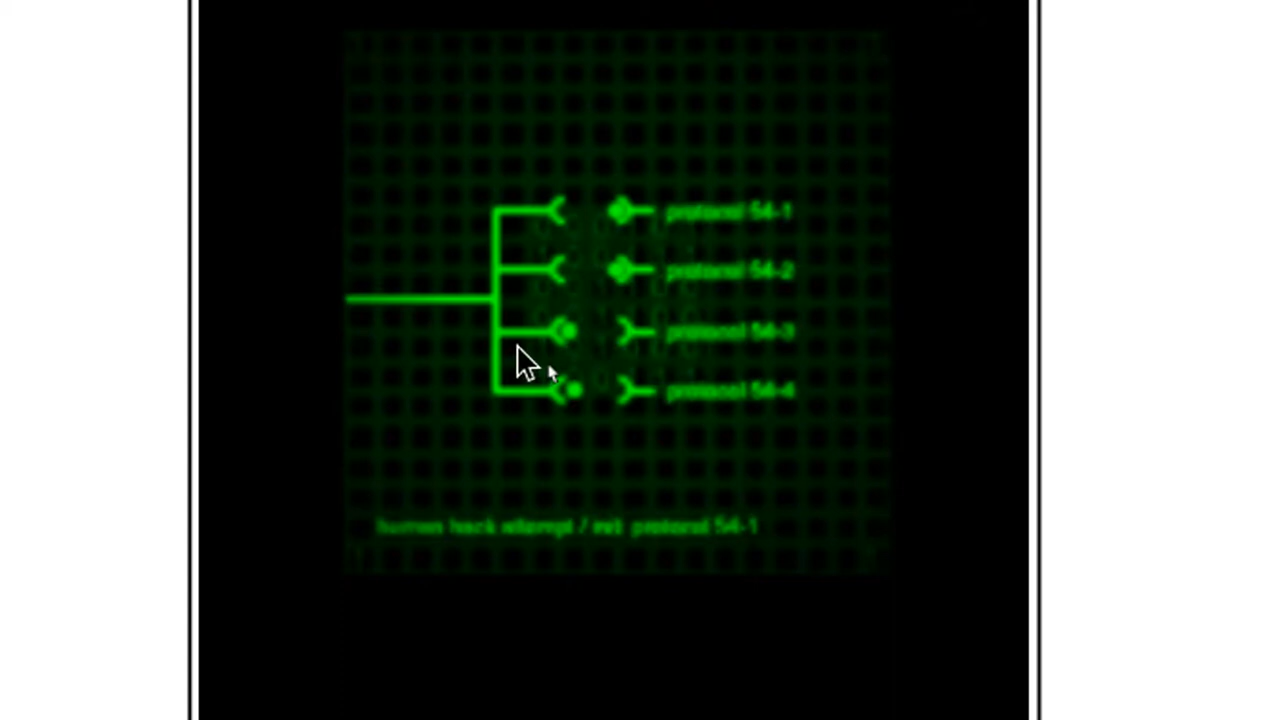 protocol 54-1
protocol 54-2
protocol 54-3
protocol 54-4
human hack attempt / init protocol 54-1